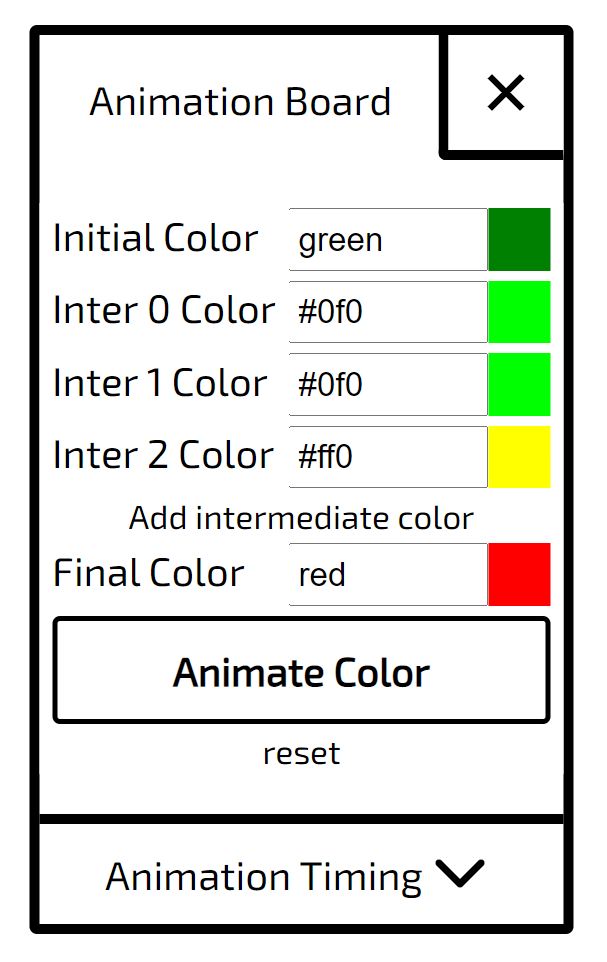 Animation Board
Initial Color green
Inter 0 Color #0f0
Inter 1 Color #0f0
Inter 2 Color #ff0
Add intermediate color
Final Color red
Animate Color
reset
Animation Timing